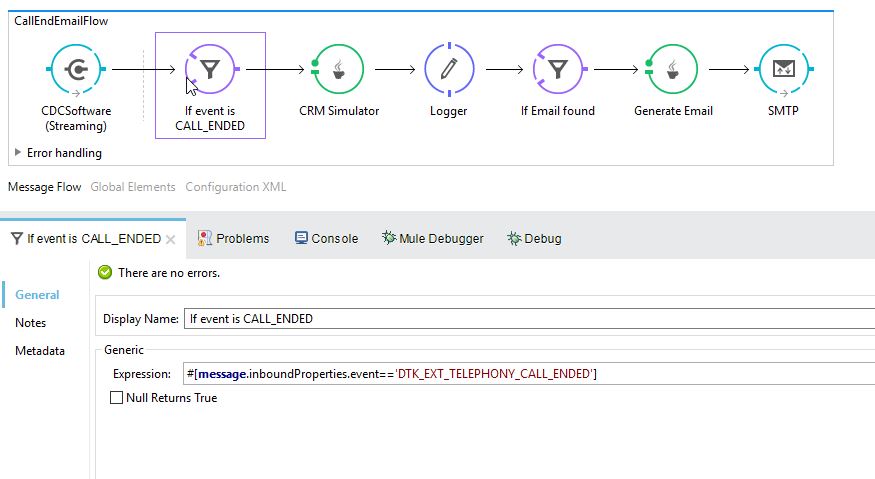 CallEndEmailFlow
CDCSoftware
(Streaming)
If event is
CALL_ENDED
CRM Simulator
Logger
If Email found
Generate Email
SMTP
Error handling
Message Flow Global Elements Configuration XML
If event is CALL_ENDED Problems Console Mule Debugger Debug
There are no errors.
General
Notes
Metadata
Display Name: If event is CALL_ENDED
Generic
Expression: #[message.inboundProperties.event=='DTK_EXT_TELEPHONY_CALL_ENDED']
Null Returns True